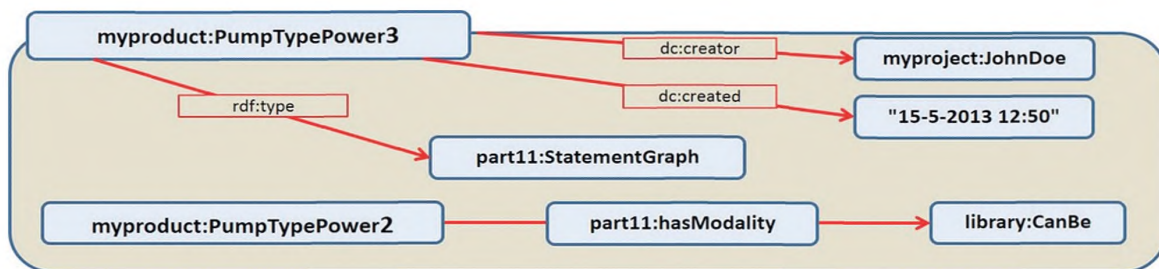 myproduct:PumpTypePower3
dc:creator
myproject:JohnDoe
rdf:type
dc:created
"15-5-2013 12:50"
part11:StatementGraph
myproduct:PumpTypePower2
part11:hasModality
library:CanBe